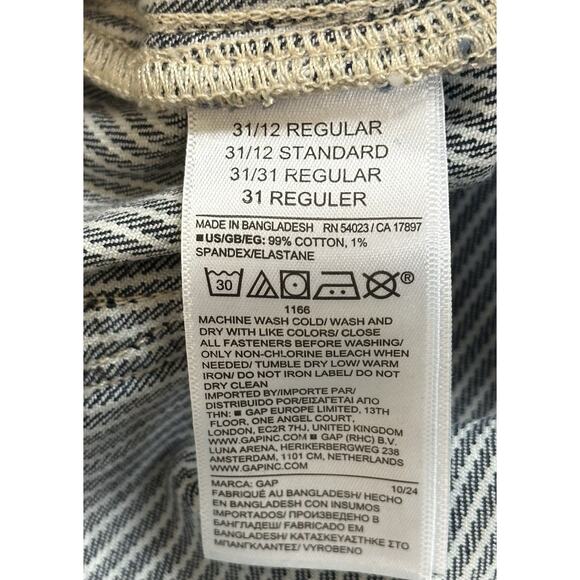 31/12 REGULAR
31/12 STANDARD
31/31 REGULAR
31 REGULER
MADE IN BANGLADESH RN 54023 / CA 17897
■ US/GB/EG: 99% COTTON, 1%
SPANDEX/ELASTANE
30 ®
1166
MACHINE WASH COLD/ WASH AND
DRY WITH LIKE COLORS/ CLOSE
ALL FASTENERS BEFORE WASHING/
ONLY NON-CHLORINE BLEACH WHEN
NEEDED/ TUMBLE DRY LOW/ WARM
IRON/ DO NOT IRON LABEL/ DO NOT
DRY CLEAN
IMPORTED BY/IMPORTE PAR/
DISTRIBUIDO POR/ΕΙΣΑΓΕΤΑΙ ΑΠΟ
ΤΗΝ: ■ GAP EUROPE LIMITED, 13TH
FLOOR, ONE ANGEL COURT,
LONDON, EC2R 7HJ, UNITED KINGDOM
WWW.GAPINC.COM ■ GAP (RHC) B.V.
LUNA ARENA, HERIKERBERGWEG 238
AMSTERDAM, 1101 CM, NETHERLANDS
WWW.GAPINC.COM
MARCA: GAP 10/24
FABRIQUÉ AU BANGLADESH/ HECHO
EN BANGLADESH CON INSUMOS
IMPORTADOS/ ПРОИЗВЕДЕНО В
БАНГЛАДЕШ/ FABRICADO EM
BANGLADESH/ ΚΑΤΑΣΚΕΥΑΣΤΗΚΕ ΣΤΟ
ΜΠΑΝΓΚΛΑΝΤΕΣ/ VYROBENO